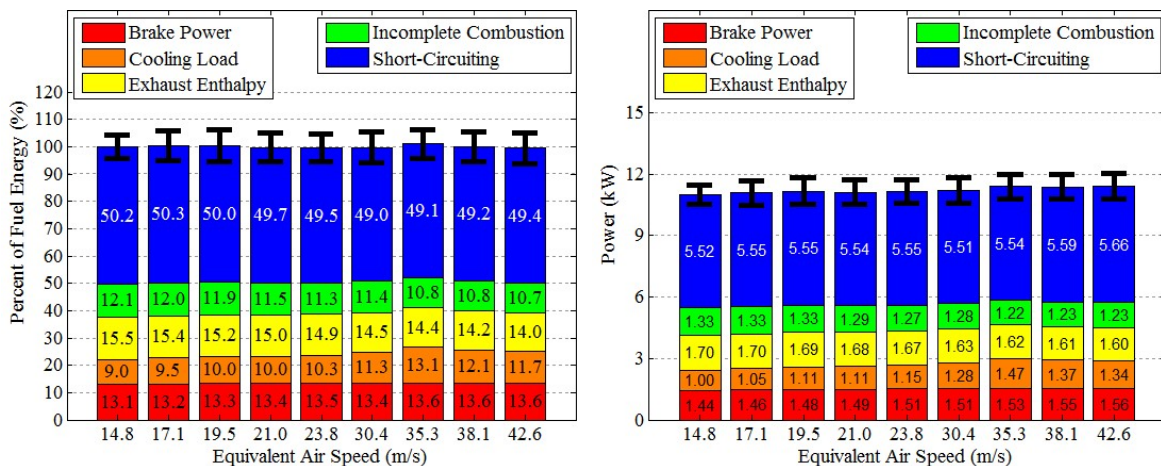 Brake Power
Cooling Load
Exhaust Enthalpy
Incomplete Combustion
Short-Circuiting
Percent of Fuel Energy (%)
120
110
100
90
80
70
60
50
40
30
20
10
0
50.2 50.3 50.0 49.7 49.5 49.0 49.1 49.2 49.4
12.1 12.0 11.9 11.5 11.3 11.4 10.8 10.8 10.7
15.5 15.4 15.2 15.0 14.9 14.5 14.4 14.2 14.0
9.0 9.5 10.0 10.0 10.3 11.3 13.1 12.1 11.7
13.1 13.2 13.3 13.4 13.5 13.4 13.6 13.6 13.6
14.8 17.1 19.5 21.0 23.8 30.4 35.3 38.1 42.6
Equivalent Air Speed (m/s)
Brake Power
Cooling Load
Exhaust Enthalpy
Incomplete Combustion
Short-Circuiting
Power (kW)
15
12
9
6
3
0
5.52 5.55 5.55 5.54 5.55 5.51 5.54 5.59 5.66
1.33 1.33 1.33 1.29 1.27 1.28 1.22 1.23 1.23
1.70 1.70 1.69 1.68 1.67 1.63 1.62 1.61 1.60
1.00 1.05 1.11 1.11 1.15 1.28 1.47 1.37 1.34
1.44 1.46 1.48 1.49 1.51 1.51 1.53 1.55 1.56
14.8 17.1 19.5 21.0 23.8 30.4 35.3 38.1 42.6
Equivalent Air Speed (m/s)